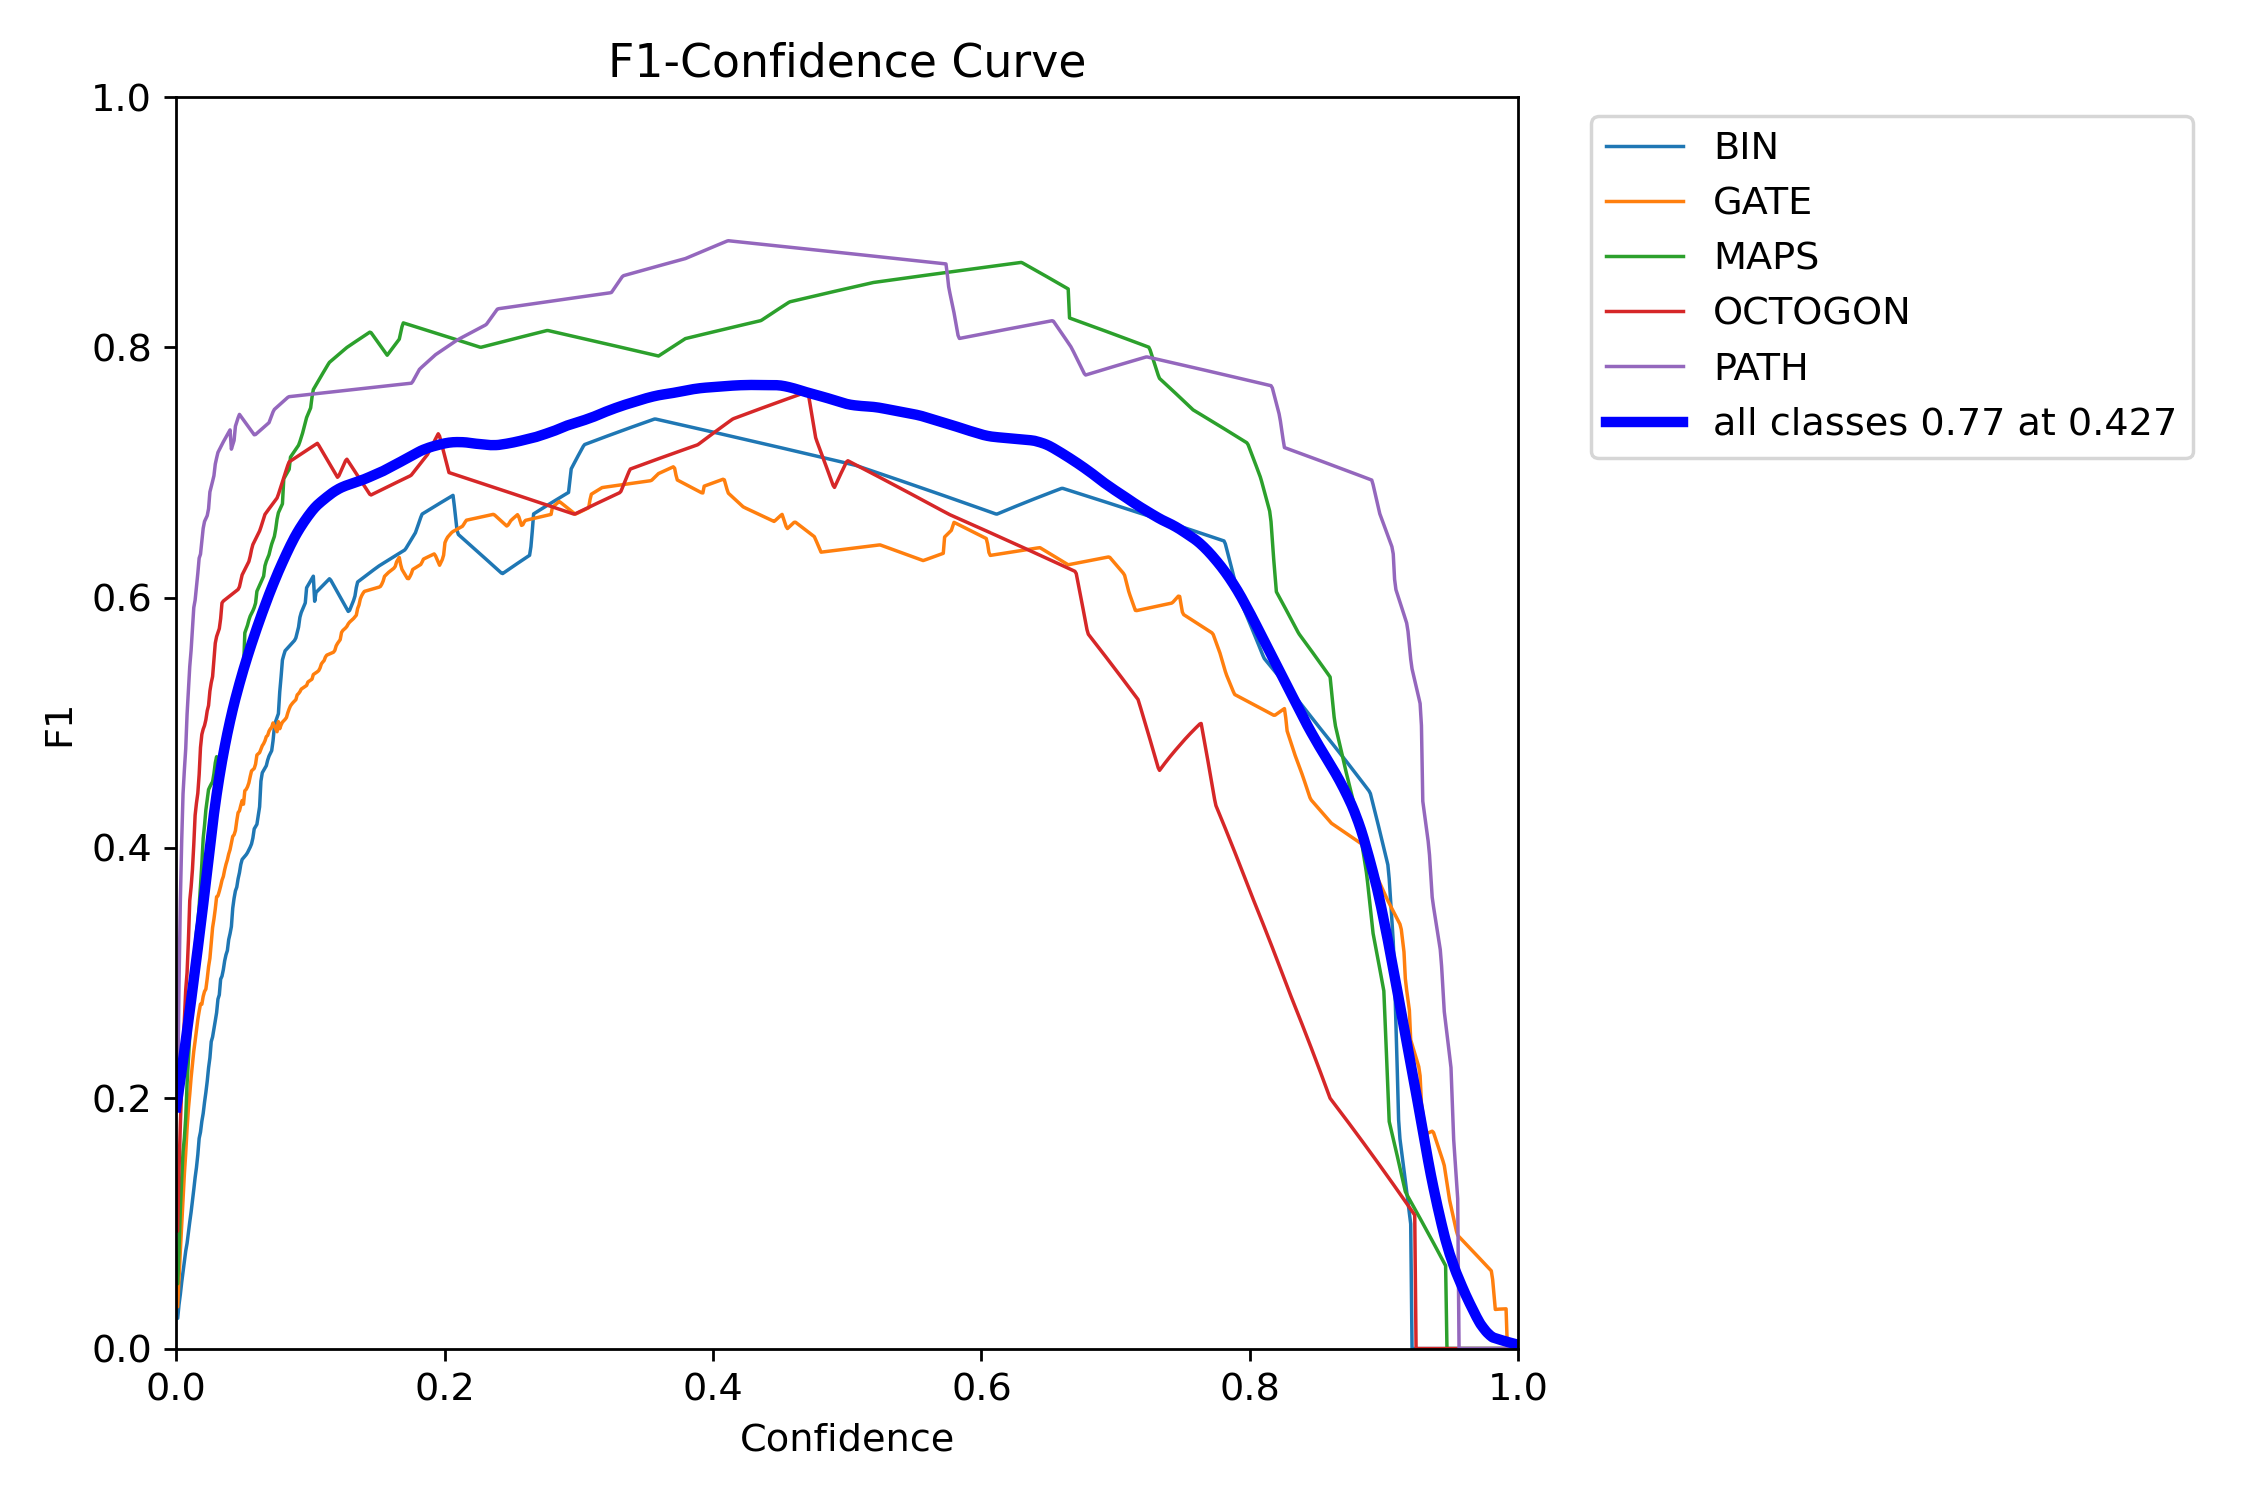 F1-Confidence Curve
1.0
0.8
0.6
0.4
0.2
0.0
F1
0.0 0.2 0.4 0.6 0.8 1.0
Confidence
BIN
GATE
MAPS
OCTOGON
PATH
all classes 0.77 at 0.427